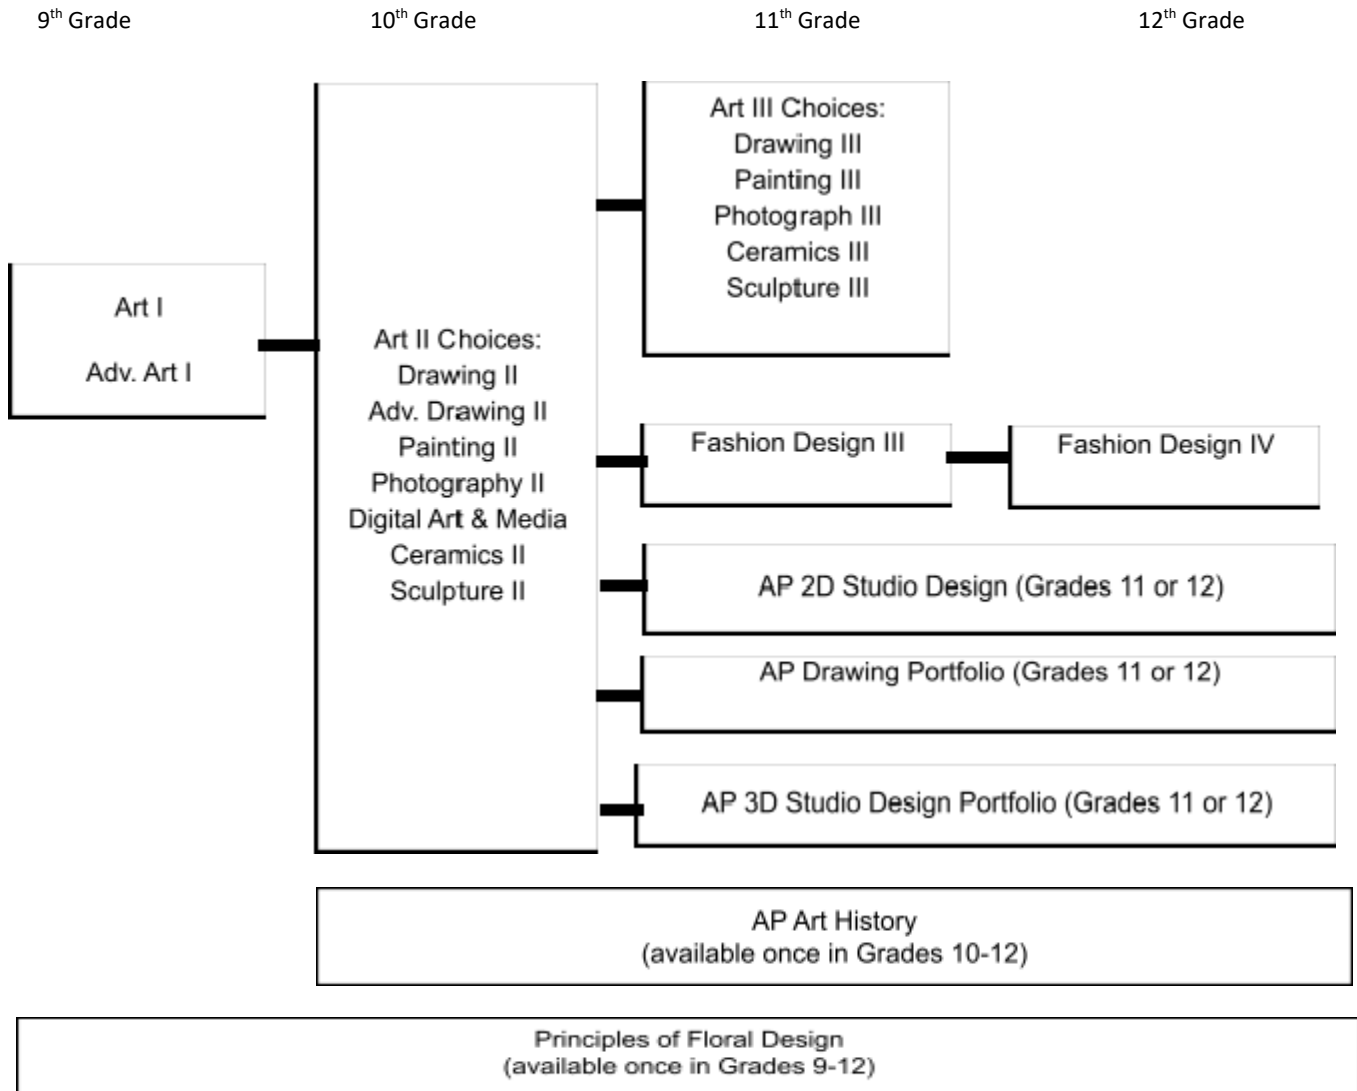 9th Grade
10th Grade
11th Grade
12th Grade
Art I
Adv. Art I
Art II Choices:
Drawing II
Adv. Drawing II
Painting II
Photography II
Digital Art & Media
Ceramics II
Sculpture II
Art III Choices:
Drawing III
Painting III
Photograph III
Ceramics III
Sculpture III
Fashion Design III
Fashion Design IV
AP 2D Studio Design (Grades 11 or 12)
AP Drawing Portfolio (Grades 11 or 12)
AP 3D Studio Design Portfolio (Grades 11 or 12)
AP Art History
(available once in Grades 10-12)
Principles of Floral Design
(available once in Grades 9-12)